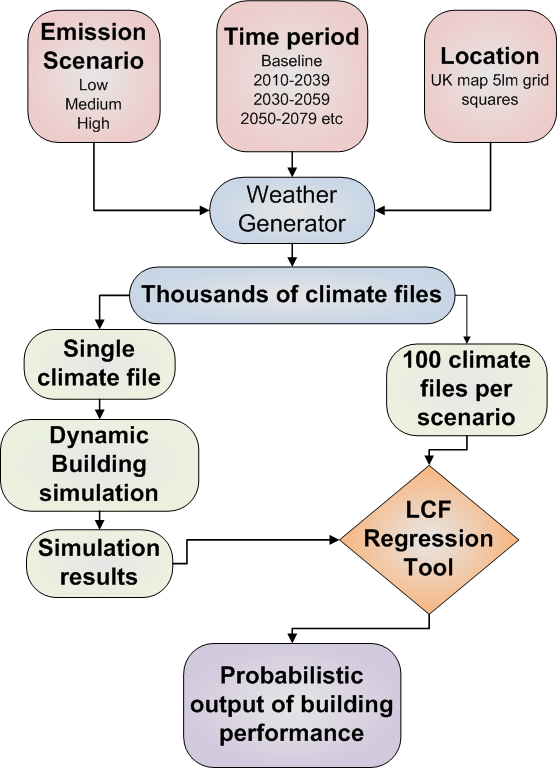 Emission
Scenario
Low
Medium
High
Time period
Baseline
2010-2039
2030-2059
2050-2079 etc
Location
UK map 5lm grid
squares
Weather
Generator
Thousands of climate files
Single
climate file
100 climate
files per
scenario
Dynamic
Building
simulation
Simulation
results
LCF
Regression
Tool
Probabilistic
output of building
performance